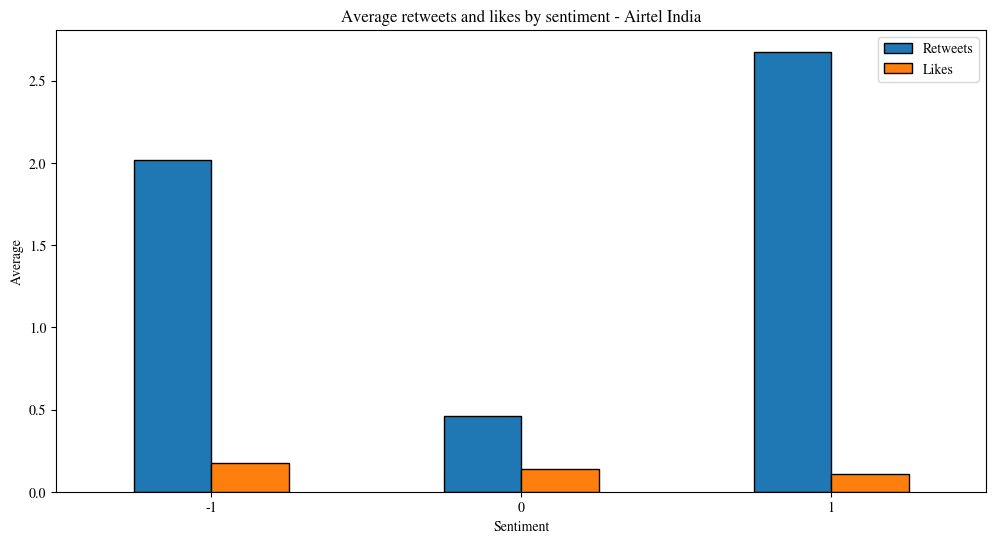 Average retweets and likes by sentiment - Airtel India
Retweets
Likes
Average
2.5
2.0
1.5
1.0
0.5
0.0
-1
0
1
Sentiment